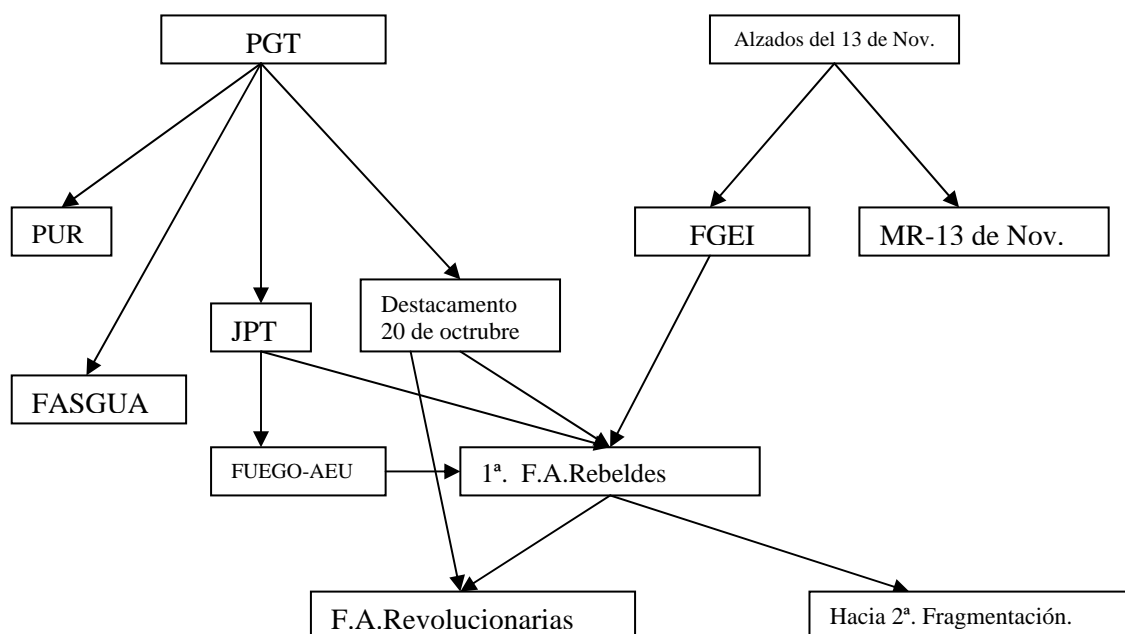 PGT
Alzados del 13 de Nov.
PUR
FGEI
MR-13 de Nov.
Destacamento
20 de octrubre
JPT
FASGUA
FUEGO-AEU
1ª. F.A.Rebeldes
F.A.Revolucionarias
Hacia 2ª. Fragmentación.